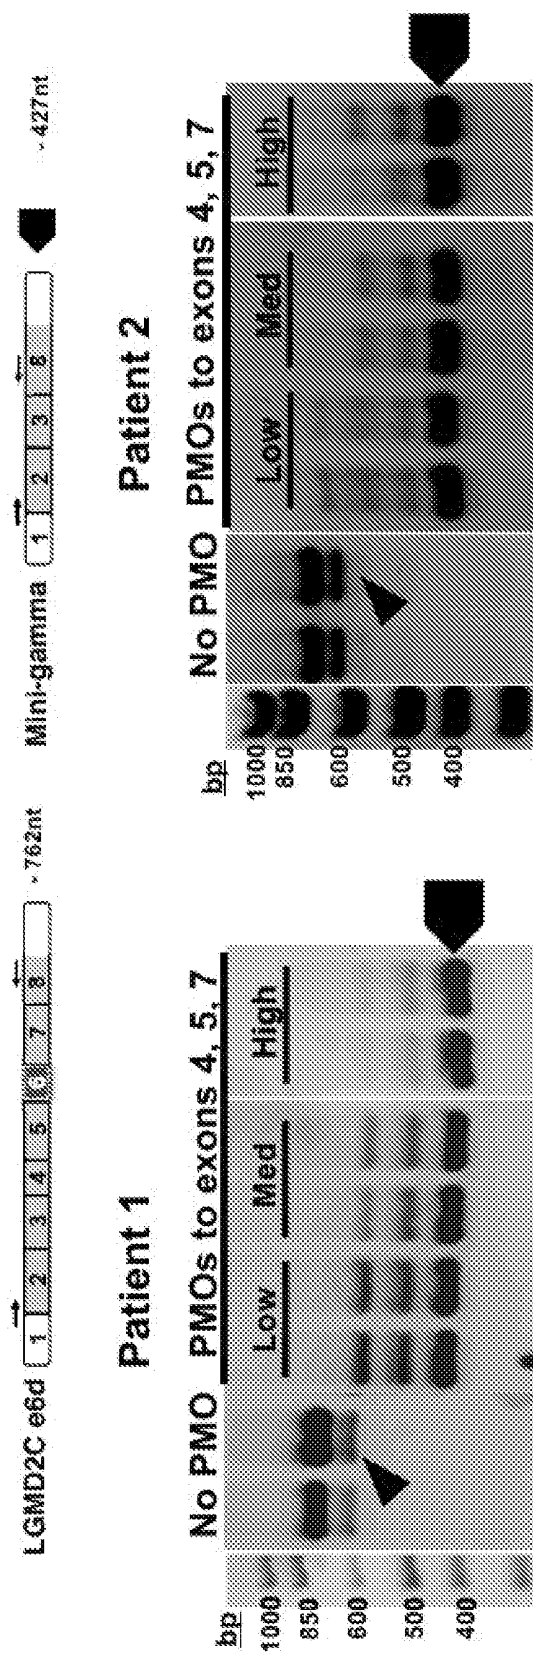 LGMD2C e6d 1 2 3 4 5 7 8 ~762nt
Mini-gamma 1 2 3 8 ~427nt
Patient 1
No PMO PMOs to exons 4, 5, 7
Low Med High
bp
1000
850
600
500
400
Patient 2
No PMO PMOs to exons 4, 5, 7
Low Med High
bp
1000
850
600
500
400